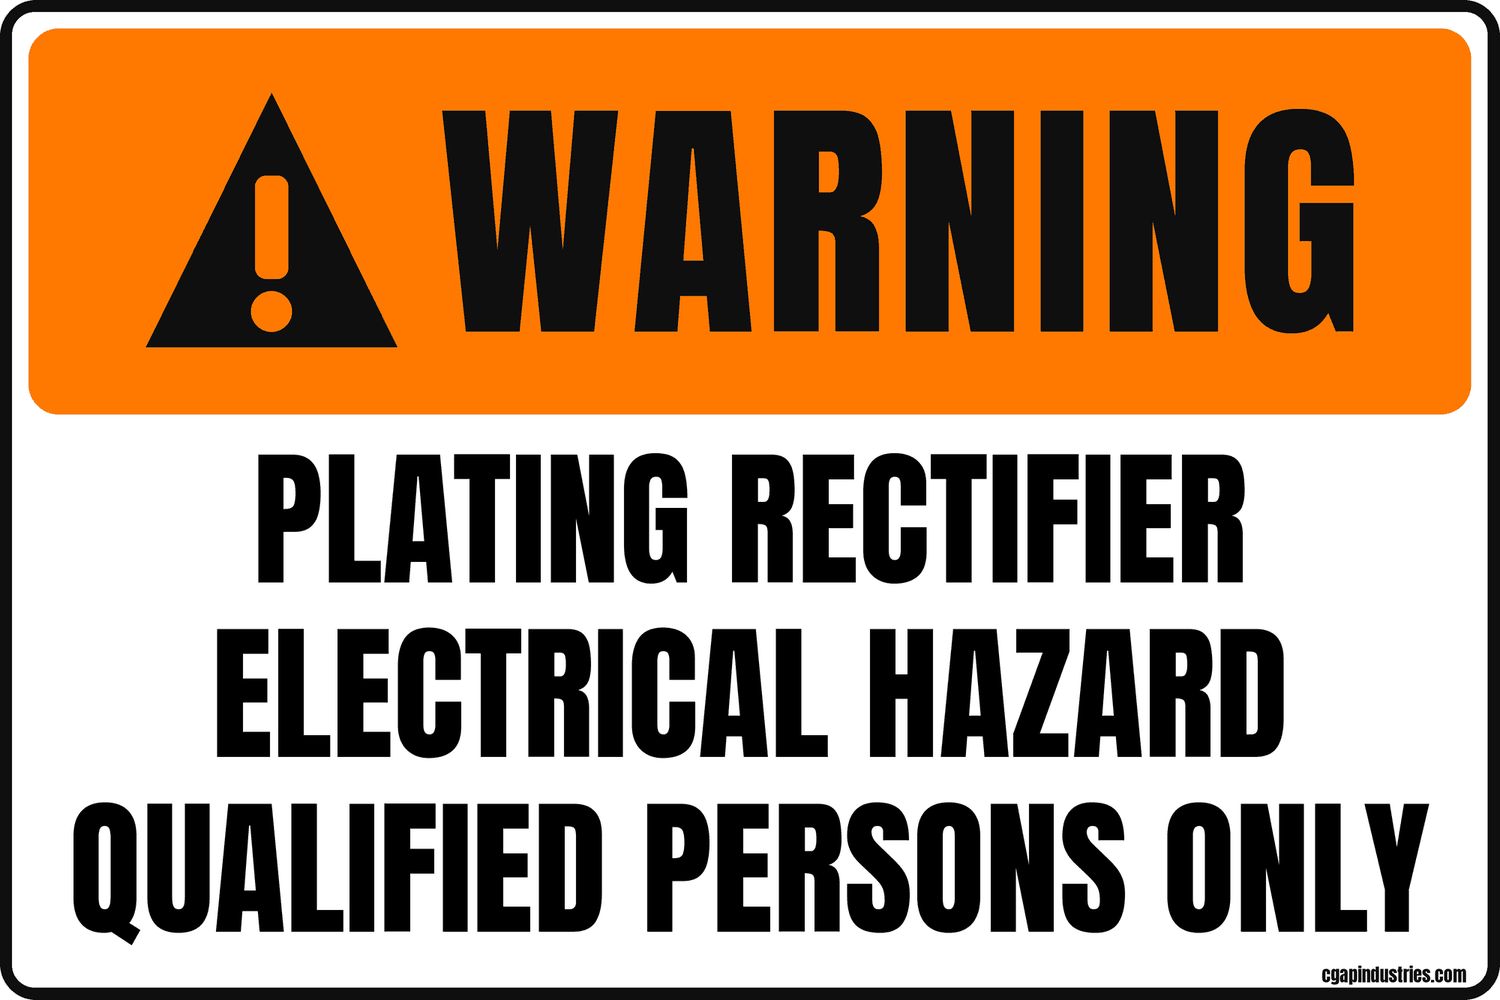 WARNING
PLATING RECTIFIER
ELECTRICAL HAZARD
QUALIFIED PERSONS ONLY
cgapindustries.com